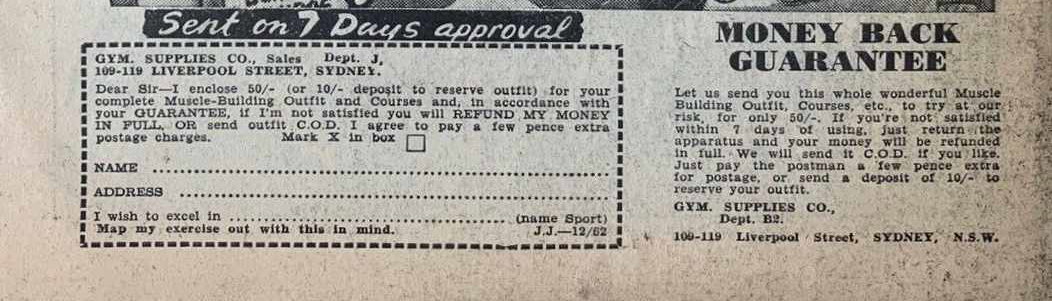 Sent on 7 Days approval
GYM. SUPPLIES CO., Sales Dept. J,
109-119 LIVERPOOL STREET, SYDNEY.
Dear Sir—I enclose 50/- (or 10/- deposit to reserve outfit) for your
complete Muscle-Building Outfit and Courses and, in accordance with
your GUARANTEE, if I'm not satisfied you will REFUND MY MONEY
IN FULL, OR send outfit C.O.D. I agree to pay a few pence extra
postage charges. Mark X in box
NAME
ADDRESS
I wish to excel in (name Sport)
Map my exercise out with this in mind. J.J.—12/52
MONEY BACK
GUARANTEE
Let us send you this whole wonderful Muscle
Building Outfit, Courses, etc., to try at our
risk, for only 50/-. If you're not satisfied
within 7 days of using, just return the
apparatus and your money will be refunded
in full. We will send it C.O.D. if you like.
Just pay the postman a few pence extra
for postage, or send a deposit of 10/- to
reserve your outfit.
GYM. SUPPLIES CO.,
Dept. B2.
109-119 Liverpool Street, SYDNEY, N.S.W.